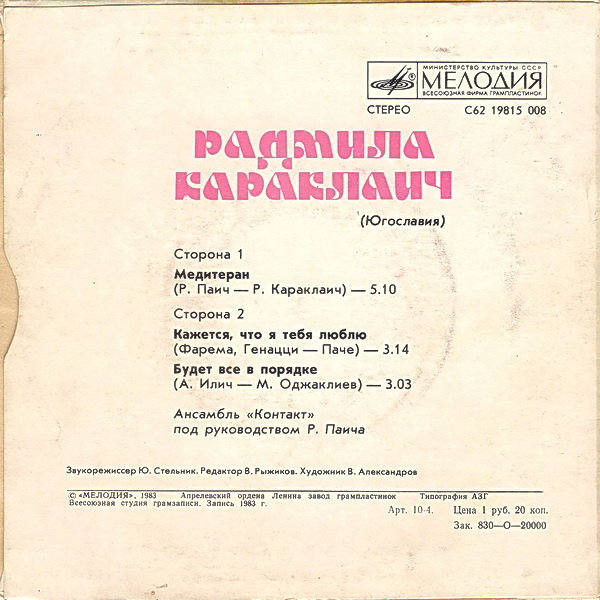 МИНИСТЕРСТВО КУЛЬТУРЫ СССР
МЕЛОДИЯ
ВСЕСОЮЗНАЯ ФИРМА ГРАМПЛАСТИНОК
СТЕРЕО С62 19815 008
РАДМИЛА
КАРАКЛАИЧ
(Югославия)
Сторона 1
Медитеран
(Р. Паич — Р. Караклаич) — 5.10
Сторона 2
Кажется, что я тебя люблю
(Фарема, Генацци — Паче) — 3.14
Будет все в порядке
(А. Илич — М. Оджаклиев) — 3.03
Ансамбль «Контакт»
под руководством Р. Паича
Звукорежиссер Ю. Стельник. Редактор В. Рыжиков. Художник В. Александров
© «МЕЛОДИЯ», 1983 Апрелевский ордена Ленина завод грампластинок Типография АЗГ
Всесоюзная студия грамзаписи. Запись 1983 г.
Арт. 10-4. Цена 1 руб. 20 коп.
Зак. 830—О—20000